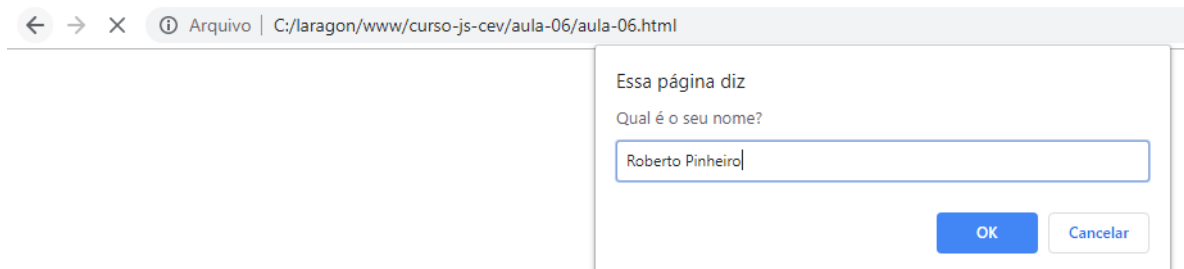 Arquivo | C:/laragon/www/curso-js-cev/aula-06/aula-06.html
Essa página diz
Qual é o seu nome?
Roberto Pinheiro
OK Cancelar